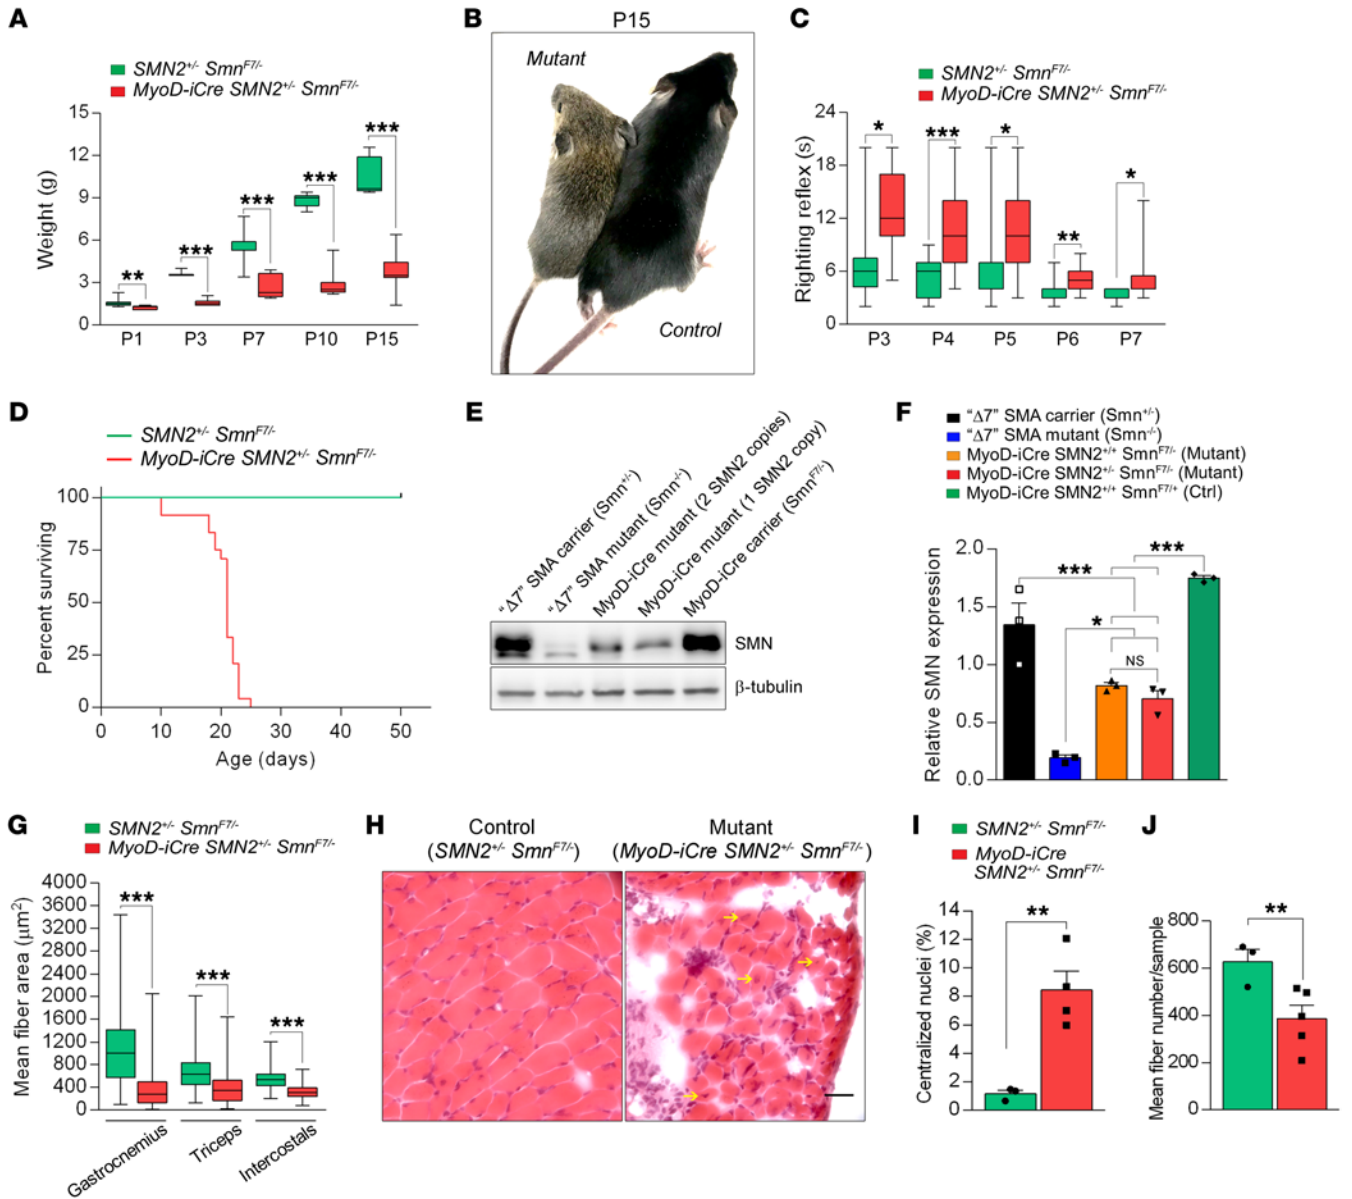 A
SMN2+/- SmnF7/-
MyoD-iCre SMN2+/- SmnF7/-
Weight (g)
15
12
9
6
3
0
**
***
***
***
***
P1
P3
P7
P10
P15
B
P15
Mutant
Control
C
SMN2+/- SmnF7/-
MyoD-iCre SMN2+/- SmnF7/-
Righting reflex (s)
24
18
12
6
0
*
***
*
**
*
P3
P4
P5
P6
P7
D
SMN2+/- SmnF7/-
MyoD-iCre SMN2+/- SmnF7/-
Percent surviving
100
75
50
25
0
0
10
20
30
40
50
Age (days)
E
"Δ7" SMA carrier (Smn+/-)
"Δ7" SMA mutant (Smn-/-)
MyoD-iCre mutant (2 SMN2 copies)
MyoD-iCre mutant (1 SMN2 copy)
MyoD-iCre carrier (SmnF7/-)
SMN
β-tubulin
F
"Δ7" SMA carrier (Smn+/-)
"Δ7" SMA mutant (Smn-/-)
MyoD-iCre SMN2+/+ SmnF7/- (Mutant)
MyoD-iCre SMN2+/- SmnF7/- (Mutant)
MyoD-iCre SMN2+/+ SmnF7/+ (Ctrl)
Relative SMN expression
2.0
1.5
1.0
0.5
0.0
***
***
*
NS
G
SMN2+/- SmnF7/-
MyoD-iCre SMN2+/- SmnF7/-
Mean fiber area (μm2)
4000
3600
3200
2800
2400
2000
1600
1200
800
400
0
***
***
***
Gastrocnemius
Triceps
Intercostals
H
Control
(SMN2+/- SmnF7/-)
Mutant
(MyoD-iCre SMN2+/- SmnF7/-)
I
SMN2+/- SmnF7/-
MyoD-iCre
SMN2+/- SmnF7/-
Centralized nuclei (%)
14
12
10
8
6
4
2
0
**
J
Mean fiber number/sample
800
600
400
200
0
**